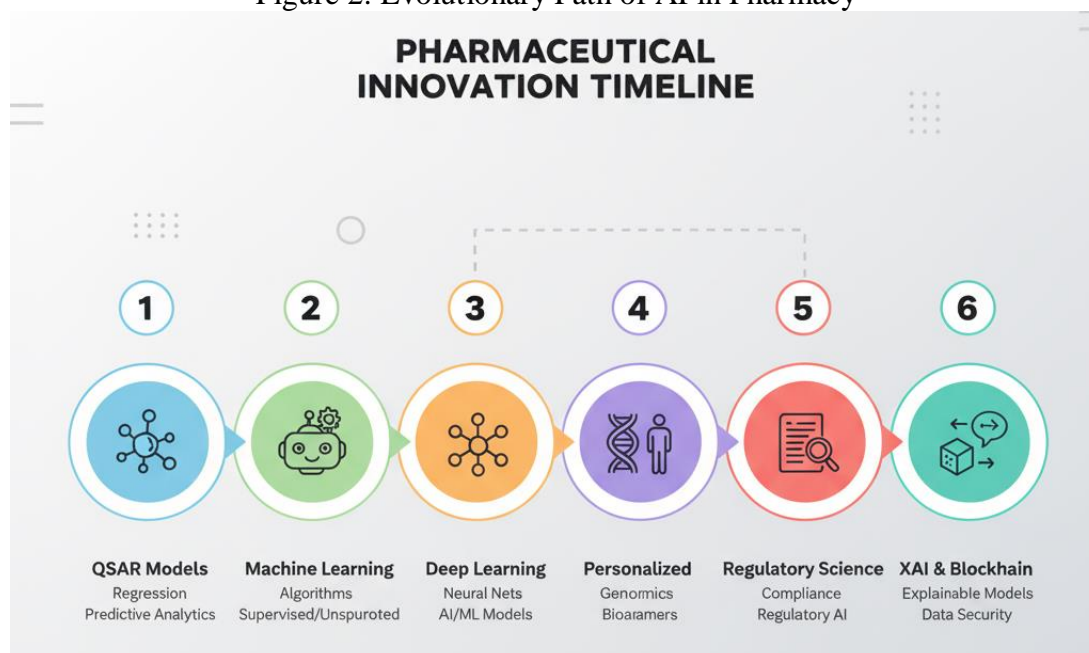 Figure 2: Evolutionary Path of AI in Pharmacy
PHARMACEUTICAL
INNOVATION TIMELINE
1 2 3 4 5 6
QSAR Models Machine Learning Deep Learning Personalized Regulatory Science XAI & Blockhain
Regression Algorithms Neural Nets Genormics Compliance Explainable Models
Predictive Analytics Supervised/Unspuroted AI/ML Models Bioaramers Regulatory AI Data Security